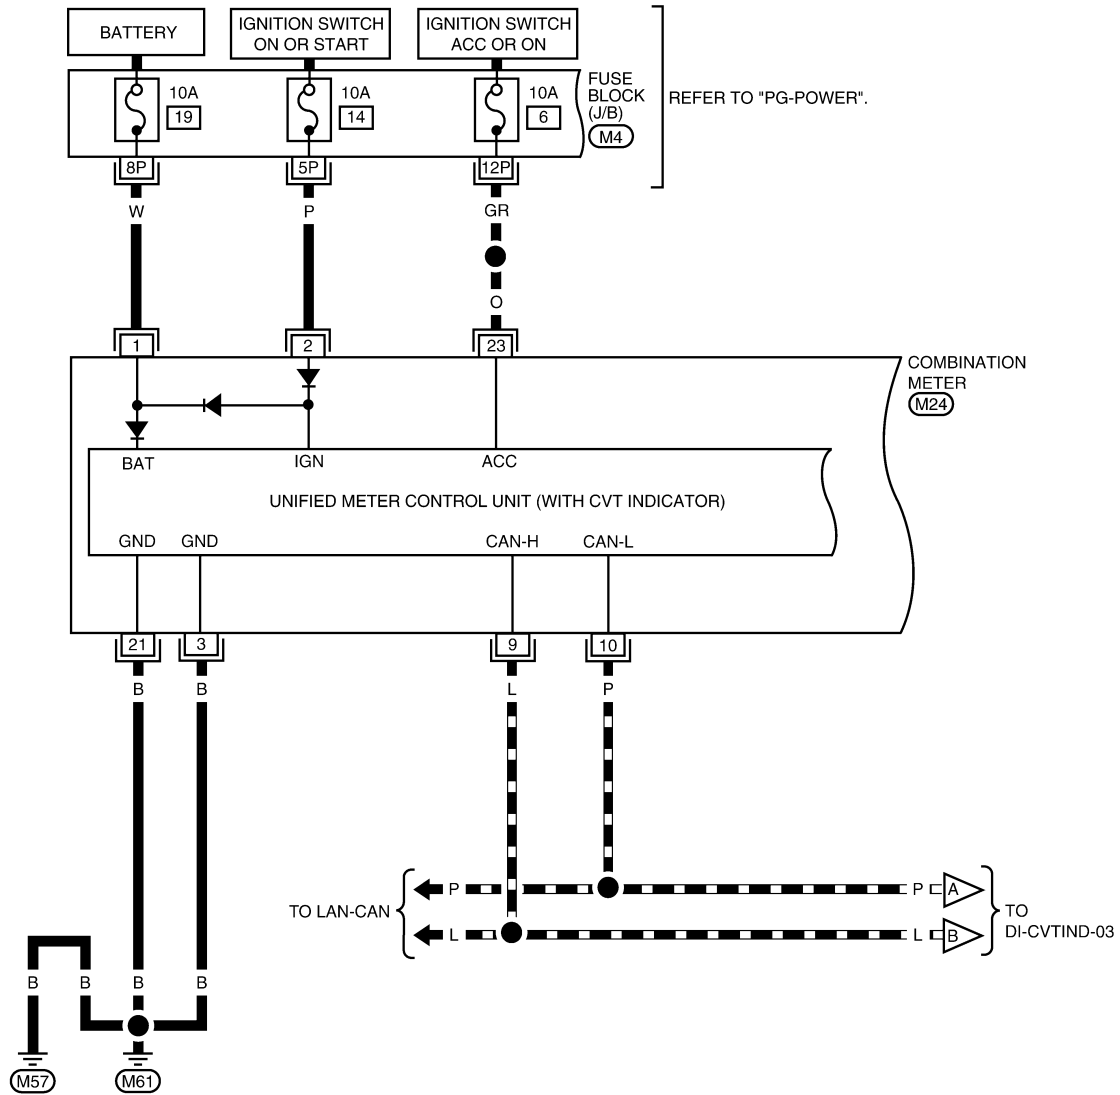 BATTERY
IGNITION SWITCH
ON OR START
IGNITION SWITCH
ACC OR ON
10A
19
10A
14
10A
6
FUSE
BLOCK
(J/B)
M4
REFER TO "PG-POWER".
8P
5P
12P
W
P
GR
O
1
2
23
COMBINATION
METER
M24
BAT
IGN
ACC
UNIFIED METER CONTROL UNIT (WITH CVT INDICATOR)
GND
GND
CAN-H
CAN-L
21
3
9
10
B
B
L
P
TO LAN-CAN
P
P
A
L
L
B
TO
DI-CVTIND-03
B
B
B
B
M57
M61